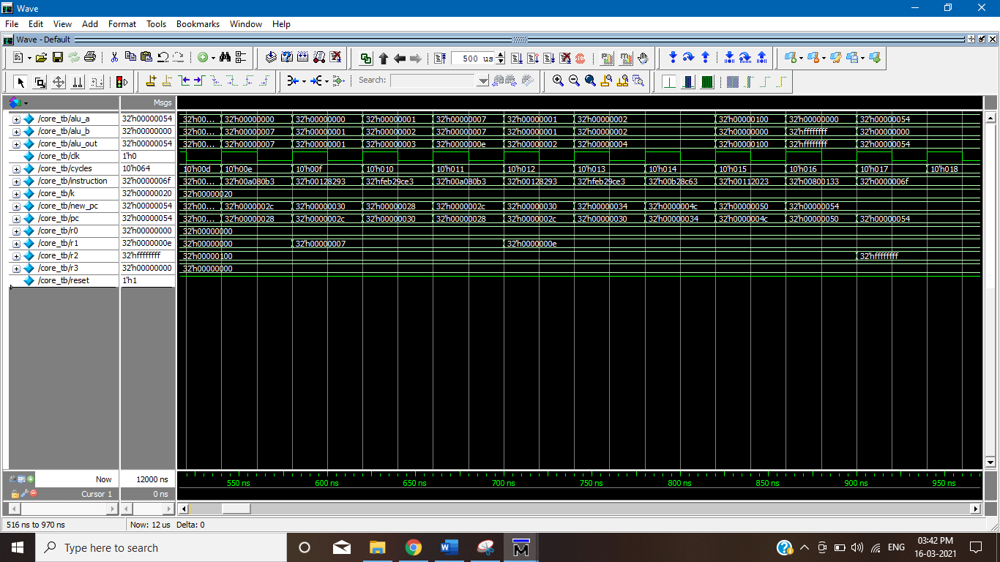 Wave
File Edit View Add Format Tools Bookmarks Window Help
Wave - Default
500 us
Search:
Msgs
/core_tb/alu_a 32'h00000054 32'h00... 32'h00000000 32'h00000000 32'h00000001 32'h00000007 32'h00000001 32'h00000002 32'h00000100 32'h00000000 32'h00000054
/core_tb/alu_b 32'h00000000 32'h00... 32'h00000007 32'h00000001 32'h00000002 32'h00000007 32'h00000001 32'h00000002 32'h00000000 32'hffffffff 32'h00000000
/core_tb/alu_out 32'h00000054 32'h00... 32'h00000007 32'h00000001 32'h00000003 32'h0000000e 32'h00000002 32'h00000004 32'h00000100 32'hffffffff 32'h00000054
/core_tb/clk 1'h0
/core_tb/cycles 10'h064 10'h00d 10'h00e 10'h00f 10'h010 10'h011 10'h012 10'h013 10'h014 10'h015 10'h016 10'h017 10'h018
/core_tb/instruction 32'h0000006f 32'h00... 32'h00a080b3 32'h00128293 32'hfeb29ce3 32'h00a080b3 32'h00128293 32'hfeb29ce3 32'h00b28c63 32'h00112023 32'h00800133 32'h0000006f
/core_tb/k 32'h00000020 32'h00000020
/core_tb/new_pc 32'h00000054 32'h00... 32'h0000002c 32'h00000030 32'h00000028 32'h0000002c 32'h00000030 32'h00000034 32'h0000004c 32'h00000050 32'h00000054
/core_tb/pc 32'h00000054 32'h00... 32'h00000028 32'h0000002c 32'h00000030 32'h00000028 32'h0000002c 32'h00000030 32'h00000034 32'h0000004c 32'h00000050 32'h00000054
/core_tb/r0 32'h00000000 32'h00000000
/core_tb/r1 32'h0000000e 32'h00000000 32'h00000007 32'h0000000e
/core_tb/r2 32'hffffffff 32'h00000100 32'hffffffff
/core_tb/r3 32'h00000000 32'h00000000
/core_tb/reset 1'h1
Now 12000 ns
550 ns 600 ns 650 ns 700 ns 750 ns 800 ns 850 ns 900 ns 950 ns
Cursor 1 0 ns
516 ns to 970 ns Now: 12 us Delta: 0
Type here to search
ENG
03:42 PM
16-03-2021